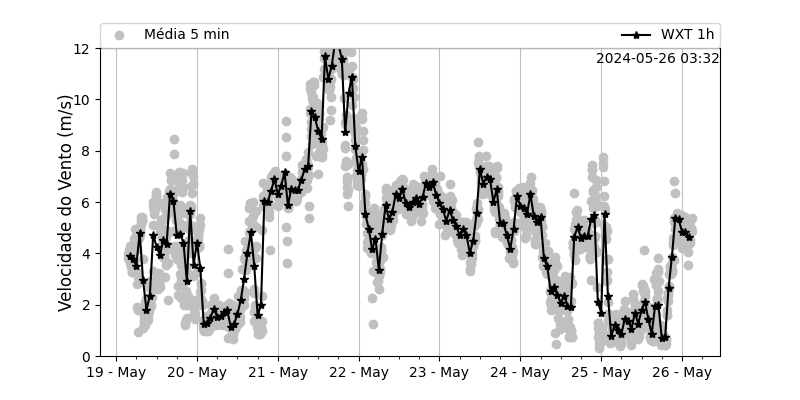 Média 5 min
WXT 1h
2024-05-26 03:32
Velocidade do Vento (m/s)
12
10
8
6
4
2
0
19 - May
20 - May
21 - May
22 - May
23 - May
24 - May
25 - May
26 - May